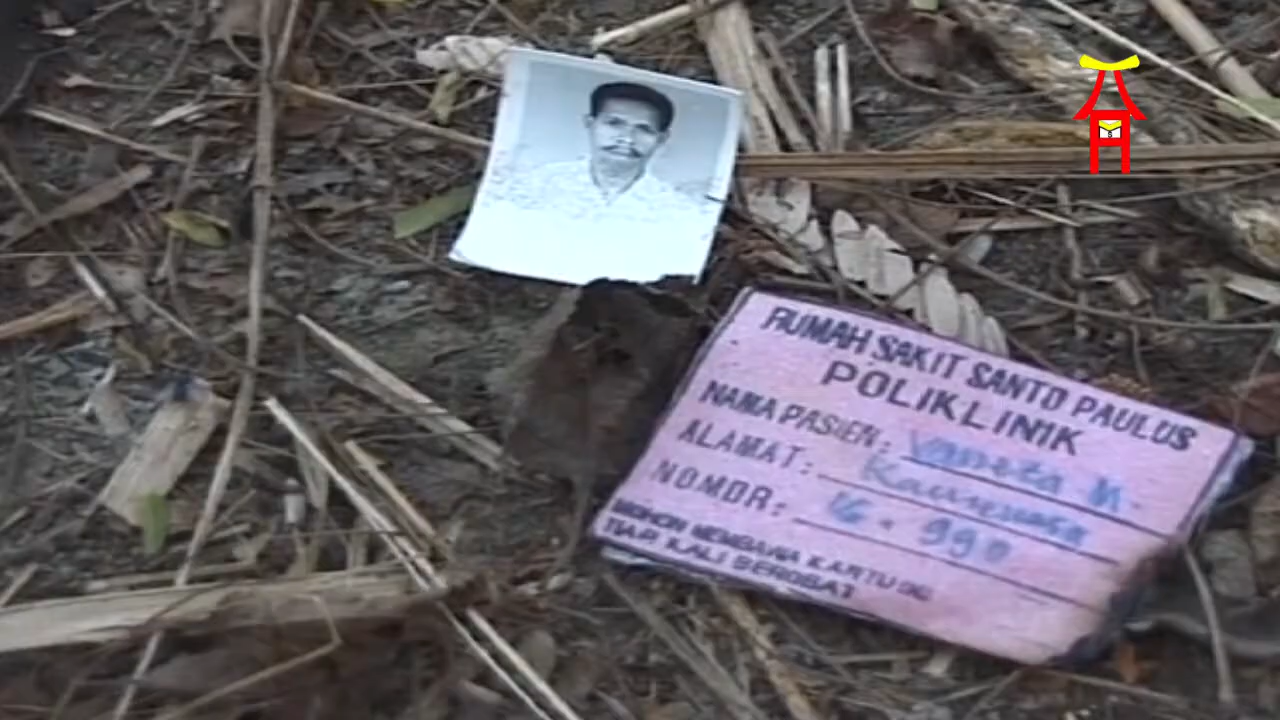 RUMAH SAKIT SANTO PAULUS
POLIKLINIK
NAMA PASIEN:
ALAMAT:
NOMOR: 16. 990
MOHON MEMBAWA KARTU INI
TIAP KALI BEROBAT